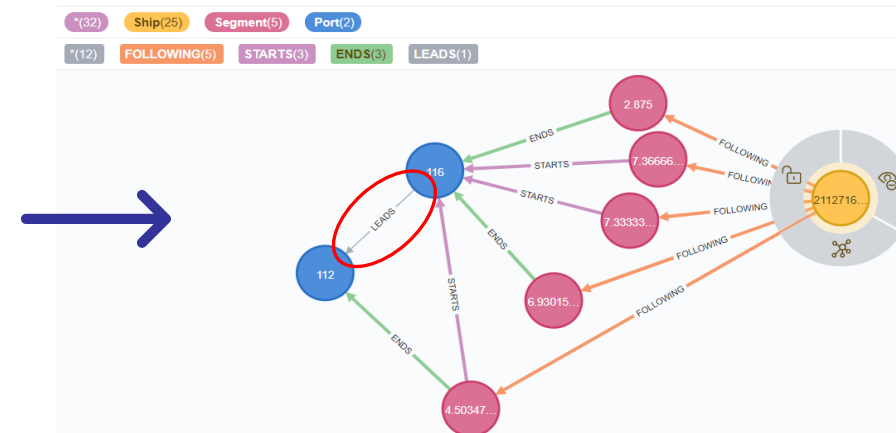 *(32) Ship(25) Segment(5) Port(2)
*(12) FOLLOWING(5) STARTS(3) ENDS(3) LEADS(1)
2.875
ENDS
116
7.36666...
FOLLOWING
STARTS
FOLLOWIN
STARTS
2112716...
LEADS
7.33333...
FOLLOWING
ENDS
FOLLOWING
112
6.93015...
STARTS
FOLLOWING
ENDS
4.50347...